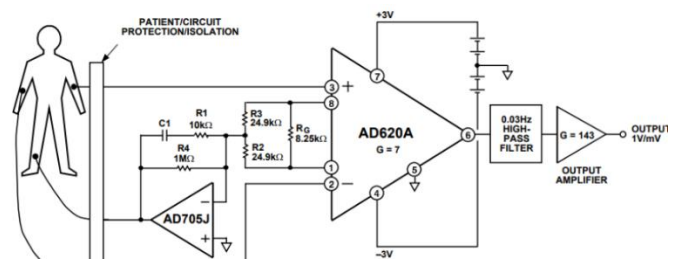 PATIENT/CIRCUIT
PROTECTION/ISOLATION
+3V
C1
R1
10kΩ
R4
1MΩ
R3
24.9kΩ
R2
24.9kΩ
RG
8.25kΩ
3
8
1
2
+
−
7
AD620A
G = 7
6
5
4
−3V
AD705J
−
+
0.03Hz
HIGH-
PASS
FILTER
G = 143
OUTPUT
1V/mV
OUTPUT
AMPLIFIER